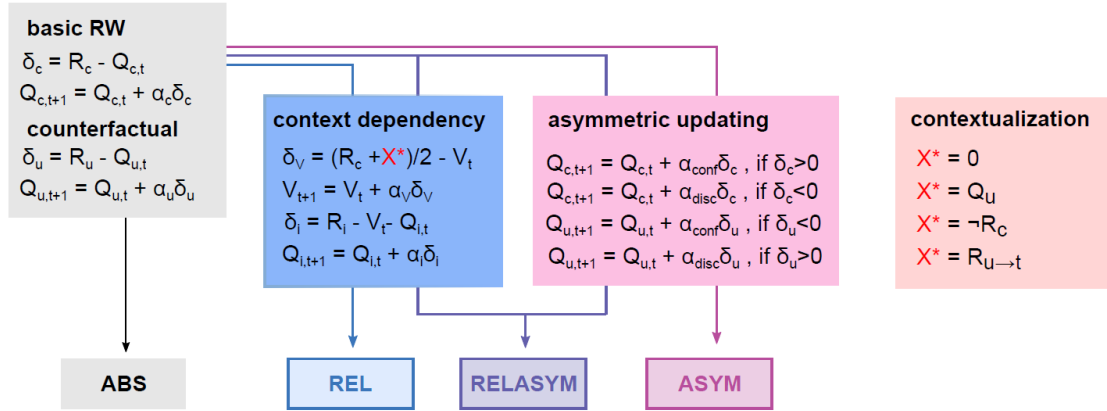 basic RW
δc = Rc - Qc,t
Qc,t+1 = Qc,t + αcδc
counterfactual
δu = Ru - Qu,t
Qu,t+1 = Qu,t + αuδu
context dependency
δV = (Rc +X*)/2 - Vt
Vt+1 = Vt + αVδV
δi = Ri - Vt- Qi,t
Qi,t+1 = Qi,t + αiδi
asymmetric updating
Qc,t+1 = Qc,t + αconfδc , if δc>0
Qc,t+1 = Qc,t + αdiscδc , if δc<0
Qu,t+1 = Qu,t + αconfδu , if δu<0
Qu,t+1 = Qu,t + αdiscδu , if δu>0
contextualization
X* = 0
X* = Qu
X* = ¬Rc
X* = Ru→t
ABS
REL
RELASYM
ASYM